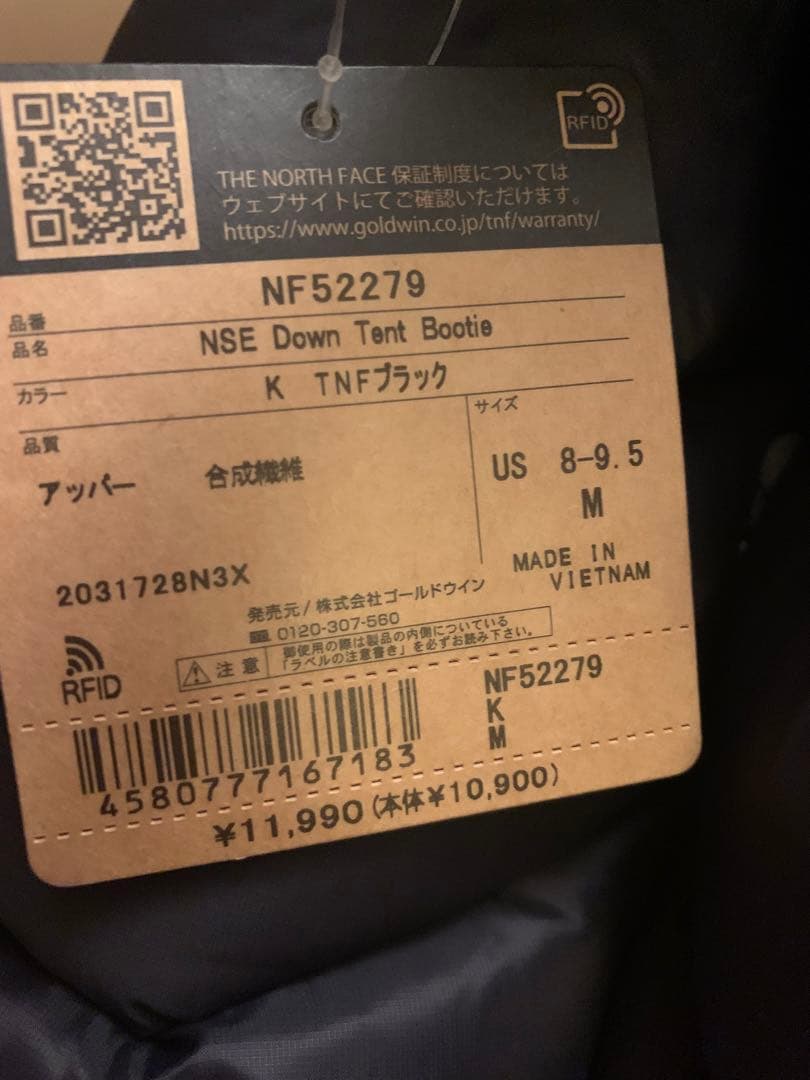 RFID
THE NORTH FACE 保証制度については
ウェブサイトにてご確認いただけます。
https://www.goldwin.co.jp/tnf/warranty/
品番 NF52279
品名 NSE Down Tent Bootie
カラー K TNFブラック
品質
アッパー 合成繊維
サイズ
US 8-9.5
M
MADE IN
VIETNAM
2031728N3X
発売元/株式会社ゴールドウイン
0120-307-560
RFID
注意 御使用の際は製品の内側についている
「ラベルの注意書き」を必ずお読み下さい。
NF52279
K
M
4580777167183
¥11,990(本体¥10,900)